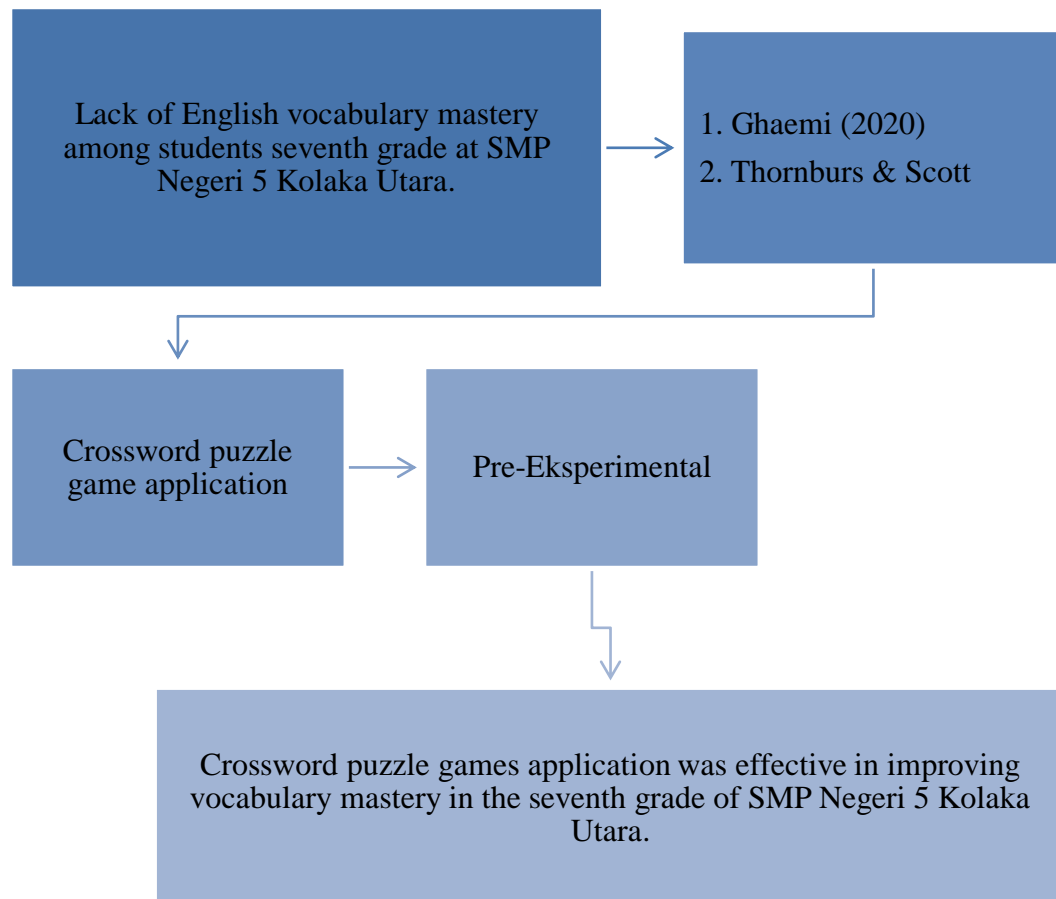 Lack of English vocabulary mastery
among students seventh grade at SMP
Negeri 5 Kolaka Utara.
1. Ghaemi (2020)
2. Thornburs & Scott
Crossword puzzle
game application
Pre-Eksperimental
Crossword puzzle games application was effective in improving
vocabulary mastery in the seventh grade of SMP Negeri 5 Kolaka
Utara.